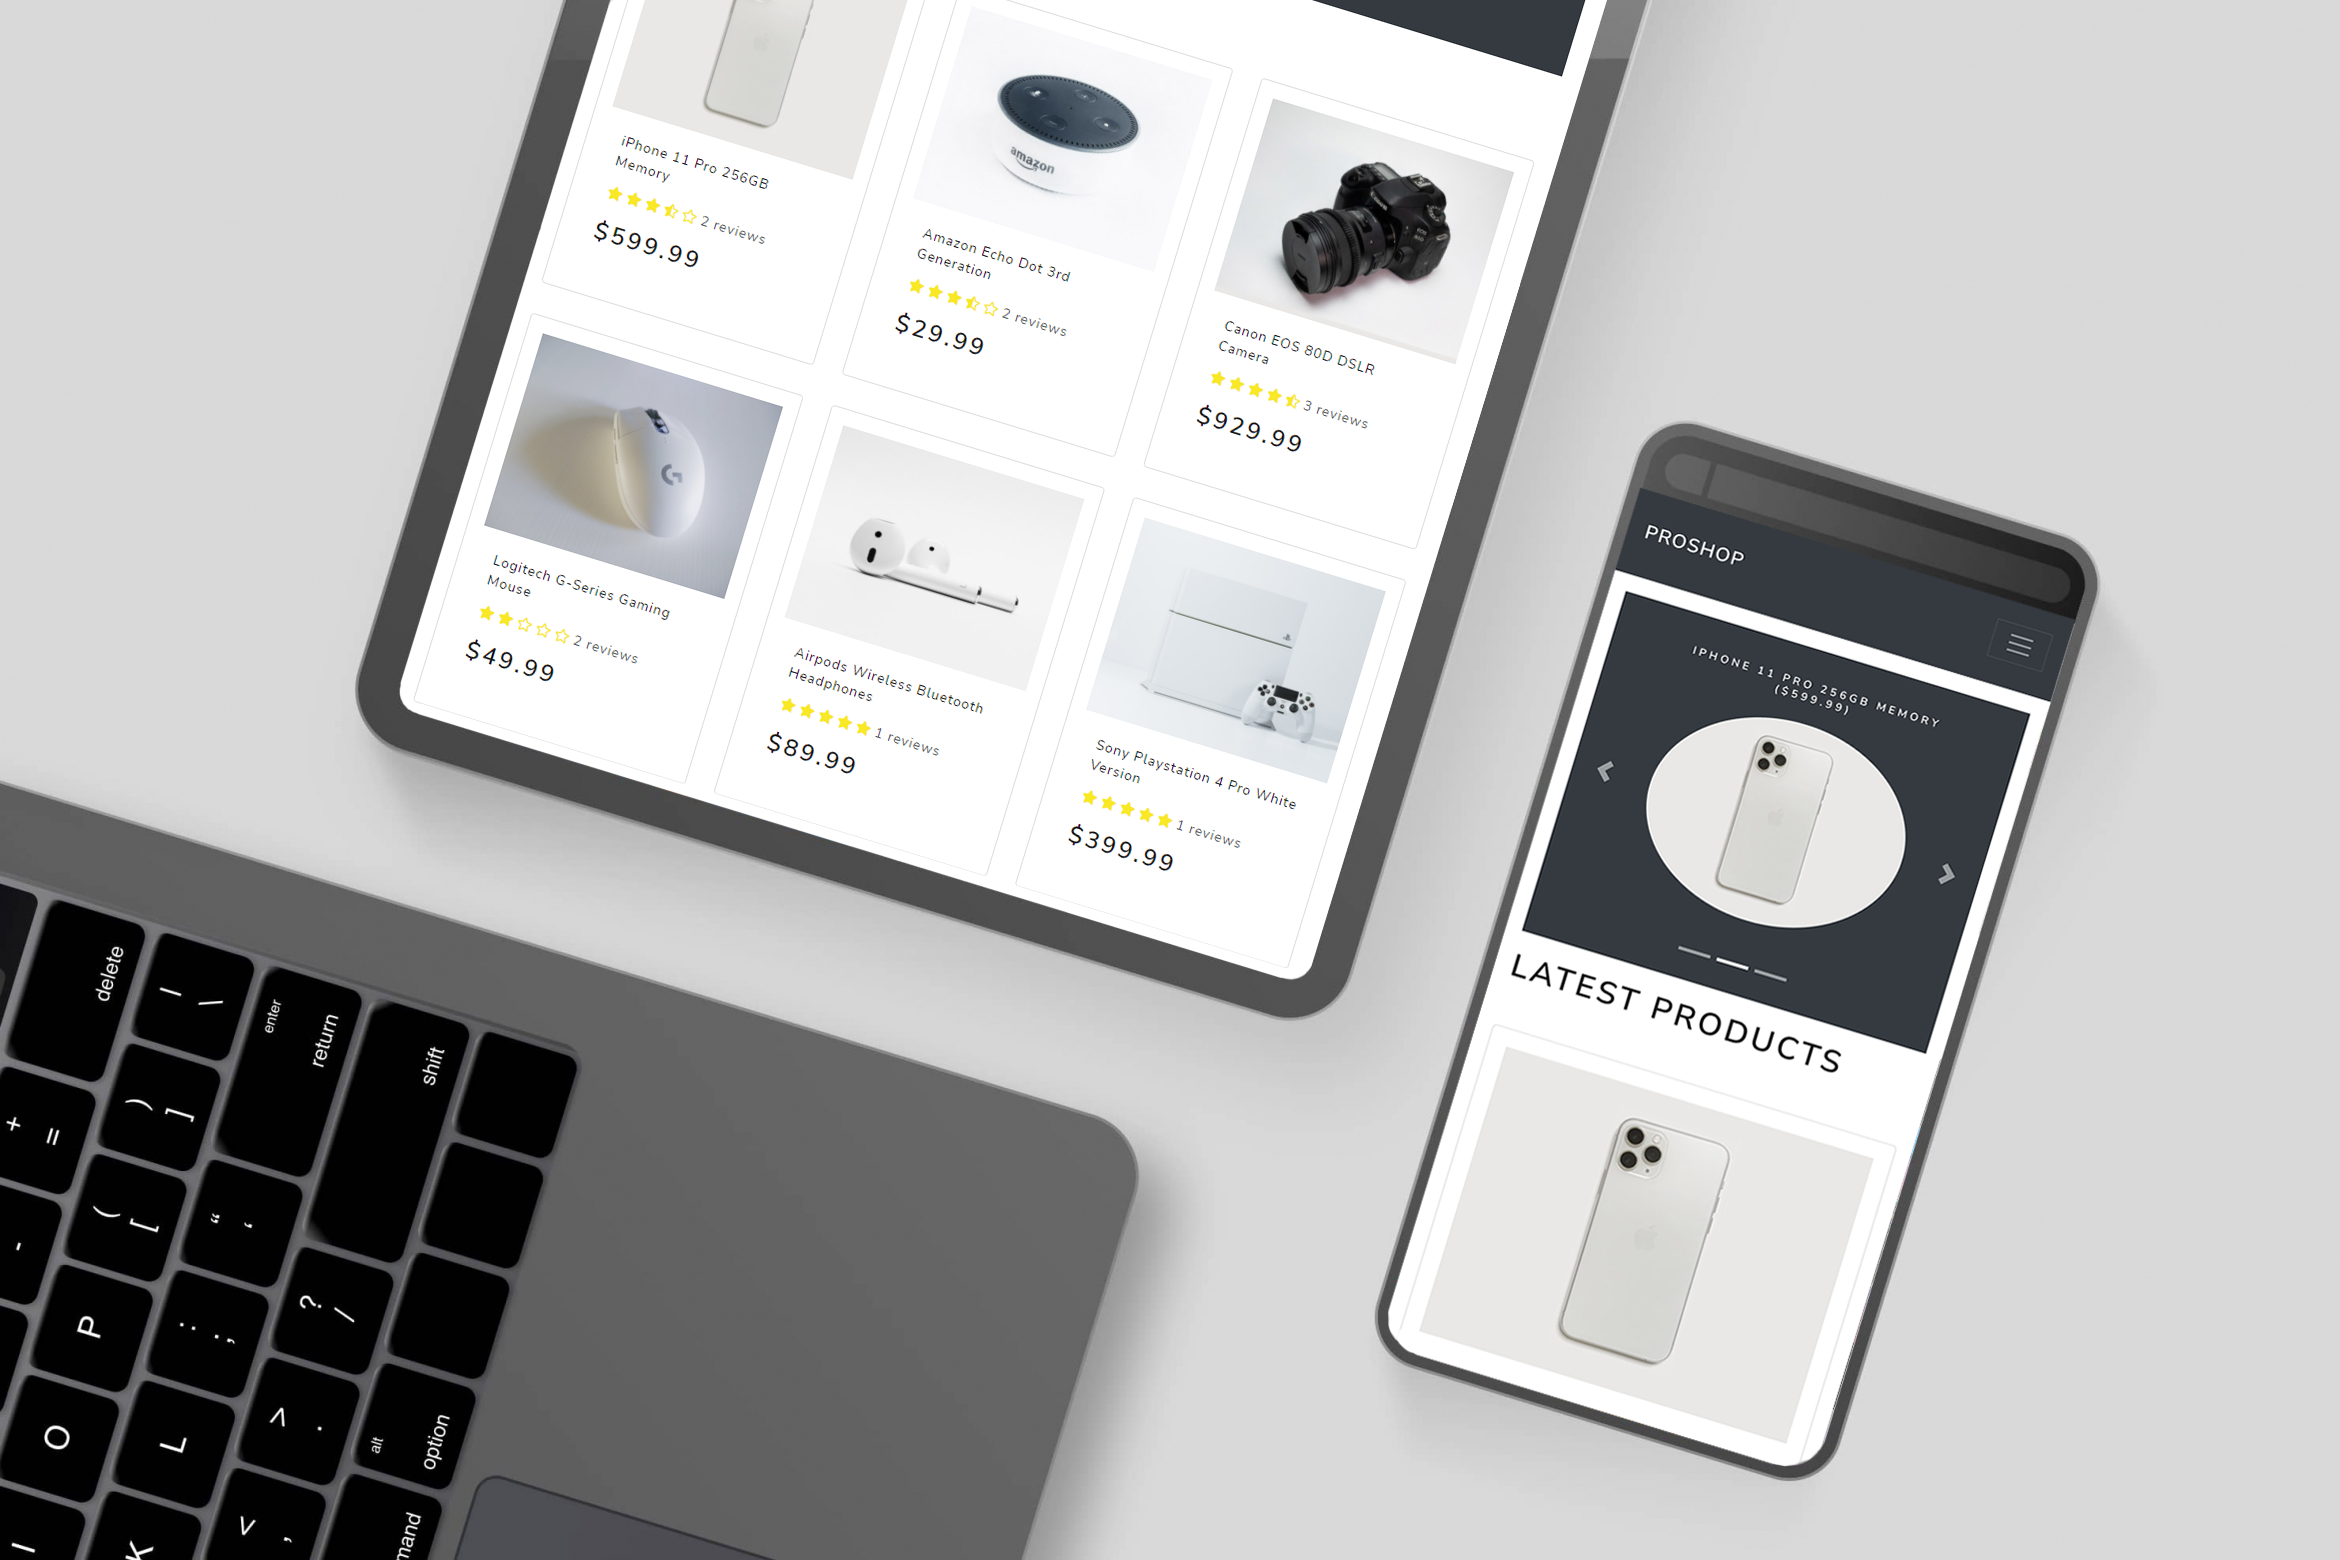 iPhone 11 Pro 256GB
Memory
2 reviews
$599.99
amazon
Amazon Echo Dot 3rd
Generation
2 reviews
$29.99
Canon EOS 80D DSLR
Camera
3 reviews
$929.99
G
Logitech G-Series Gaming
Mouse
2 reviews
$49.99
Airpods Wireless Bluetooth
Headphones
1 reviews
$89.99
Sony Playstation 4 Pro White
Version
1 reviews
$399.99
PROSHOP
IPHONE 11 PRO 256GB MEMORY
($599.99)
LATEST PRODUCTS
delete
| \
enter
return
shift
+ =
) ]
( [
“ ‘
-
P
: ;
? /
O
L
^ .
alt
option
I
K
< ,
mand